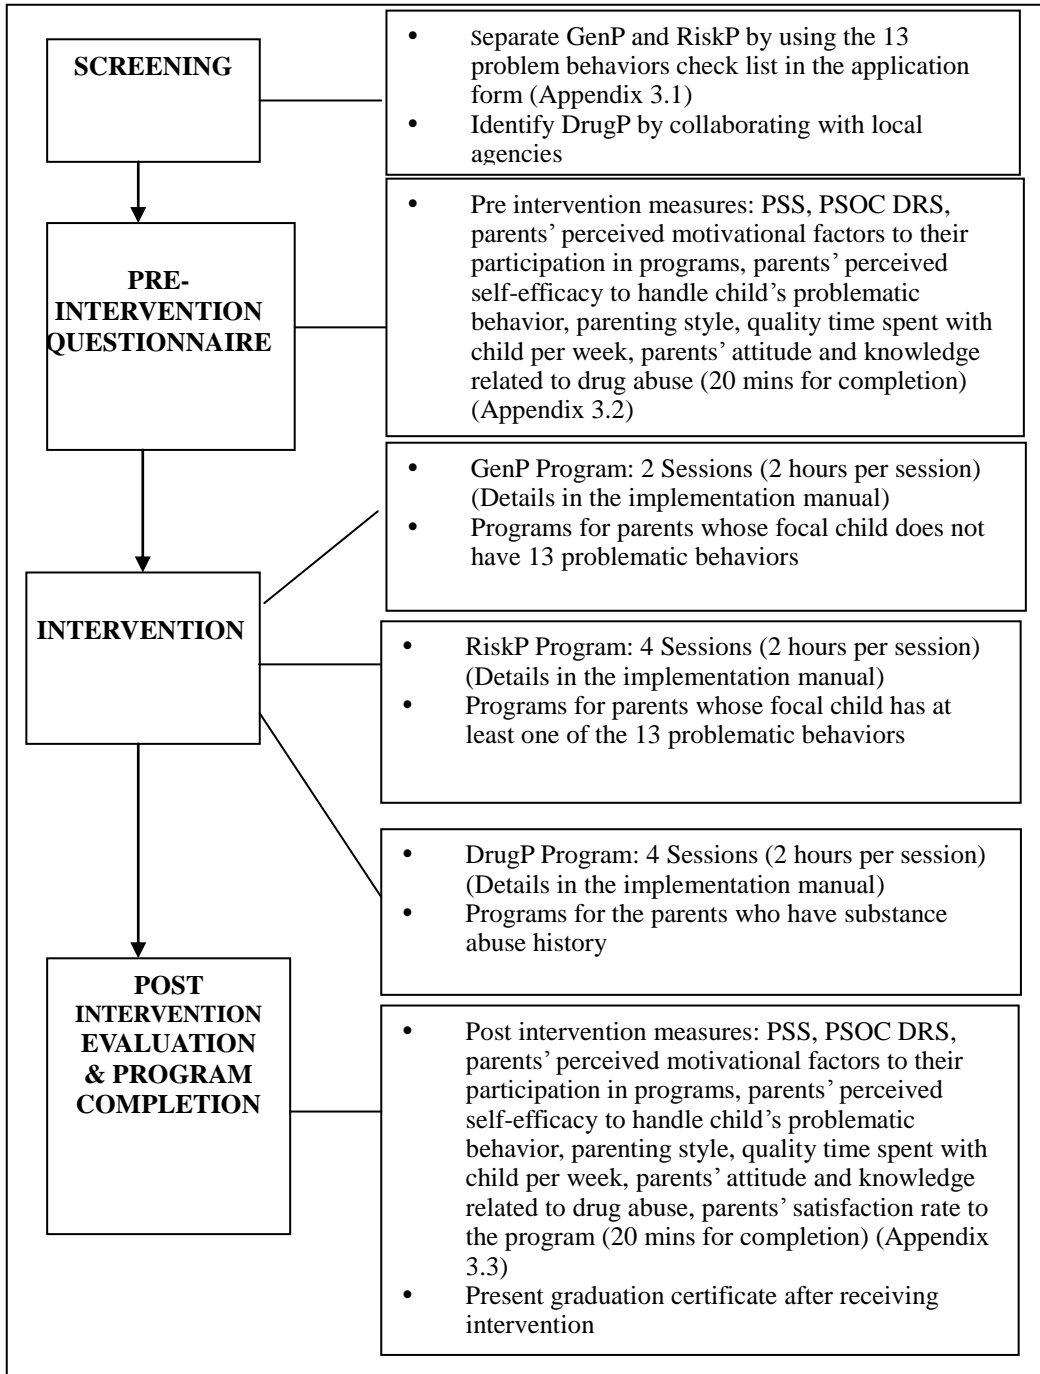 SCREENING
• Separate GenP and RiskP by using the 13
problem behaviors check list in the application
form (Appendix 3.1)
• Identify DrugP by collaborating with local
agencies
PRE-
INTERVENTION
QUESTIONNAIRE
• Pre intervention measures: PSS, PSOC DRS,
parents’ perceived motivational factors to their
participation in programs, parents’ perceived
self-efficacy to handle child’s problematic
behavior, parenting style, quality time spent with
child per week, parents’ attitude and knowledge
related to drug abuse (20 mins for completion)
(Appendix 3.2)
INTERVENTION
• GenP Program: 2 Sessions (2 hours per session)
(Details in the implementation manual)
• Programs for parents whose focal child does not
have 13 problematic behaviors
• RiskP Program: 4 Sessions (2 hours per session)
(Details in the implementation manual)
• Programs for parents whose focal child has at
least one of the 13 problematic behaviors
• DrugP Program: 4 Sessions (2 hours per session)
(Details in the implementation manual)
• Programs for the parents who have substance
abuse history
POST
INTERVENTION
EVALUATION
& PROGRAM
COMPLETION
• Post intervention measures: PSS, PSOC DRS,
parents’ perceived motivational factors to their
participation in programs, parents’ perceived
self-efficacy to handle child’s problematic
behavior, parenting style, quality time spent with
child per week, parents’ attitude and knowledge
related to drug abuse, parents’ satisfaction rate to
the program (20 mins for completion) (Appendix
3.3)
• Present graduation certificate after receiving
intervention